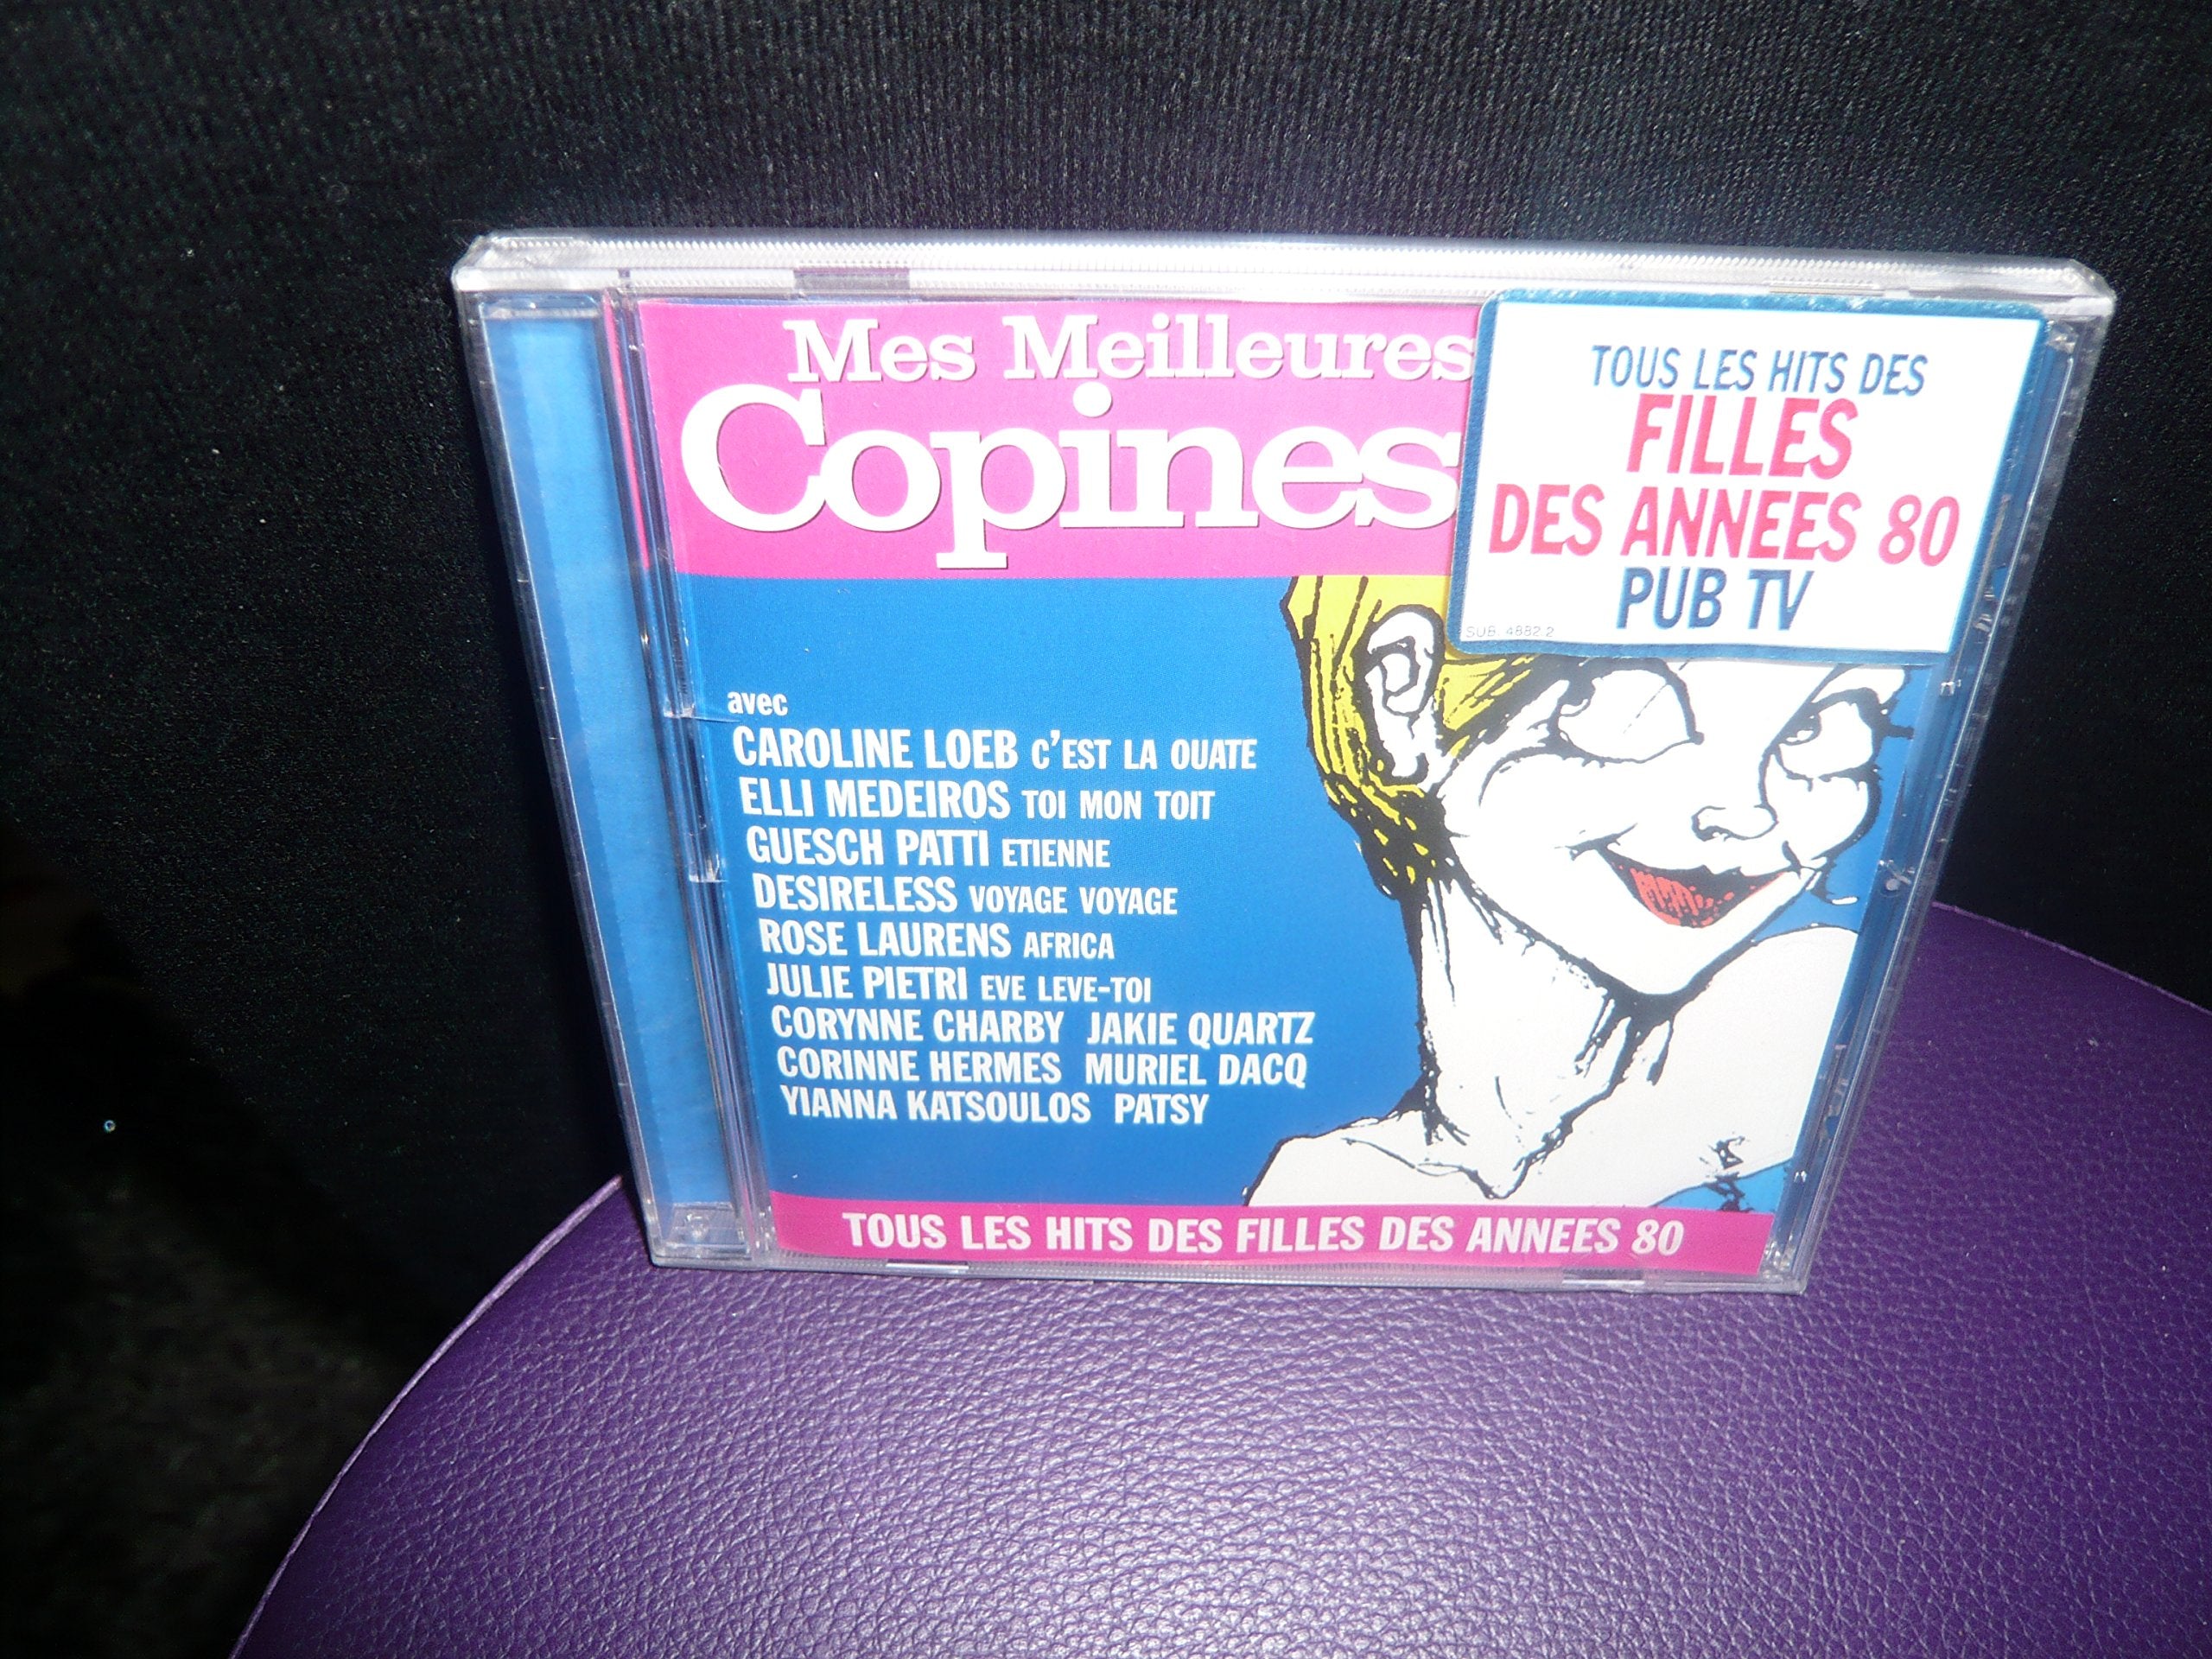 Mes Meilleures
Copines
TOUS LES HITS DES
FILLES
DES ANNEES 80
PUB TV
SUB. 4882 2
avec
CAROLINE LOEB C'EST LA OUATE
ELLI MEDEIROS TOI MON TOIT
GUESCH PATTI ETIENNE
DESIRELESS VOYAGE VOYAGE
ROSE LAURENS AFRICA
JULIE PIETRI EVE LEVE-TOI
CORYNNE CHARBY JAKIE QUARTZ
CORINNE HERMES MURIEL DACQ
YIANNA KATSOULOS PATSY
TOUS LES HITS DES FILLES DES ANNEES 80